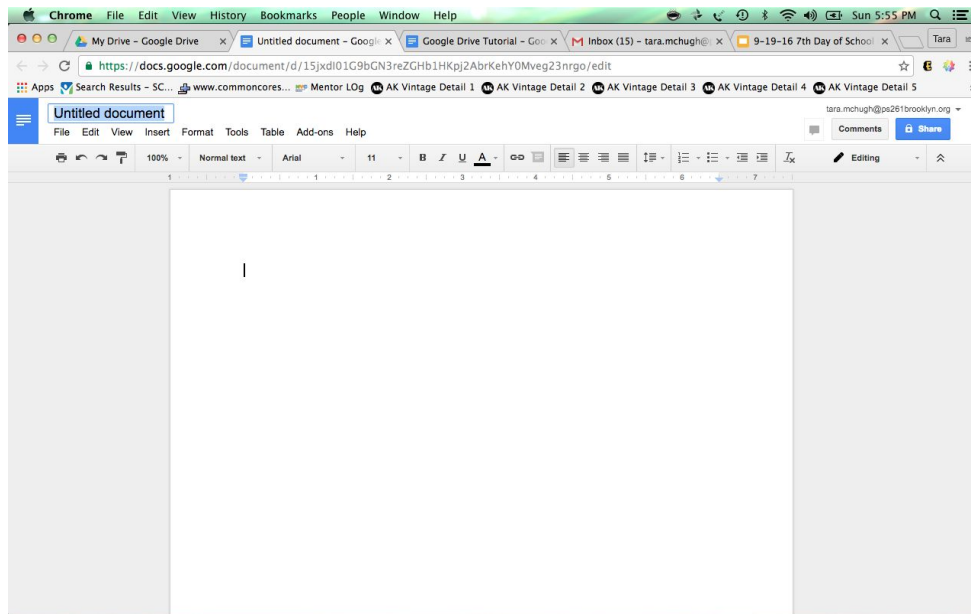 Chrome File Edit View History Bookmarks People Window Help Sun 5:55 PM
My Drive – Google Drive Untitled document – Google Google Drive Tutorial – Goo Inbox (15) – tara.mchugh@ 9-19-16 7th Day of School Tara
https://docs.google.com/document/d/15jxdl01G9bGN3reZGHb1HKpj2AbrKehY0Mveg23nrgo/edit
Apps Search Results – SC... www.commoncores... Mentor LOg AK Vintage Detail 1 AK Vintage Detail 2 AK Vintage Detail 3 AK Vintage Detail 4 AK Vintage Detail 5
Untitled document tara.mchugh@ps261brooklyn.org
File Edit View Insert Format Tools Table Add-ons Help Comments Share
100% Normal text Arial 11 B I U A Editing
1 1 2 3 4 5 6 7